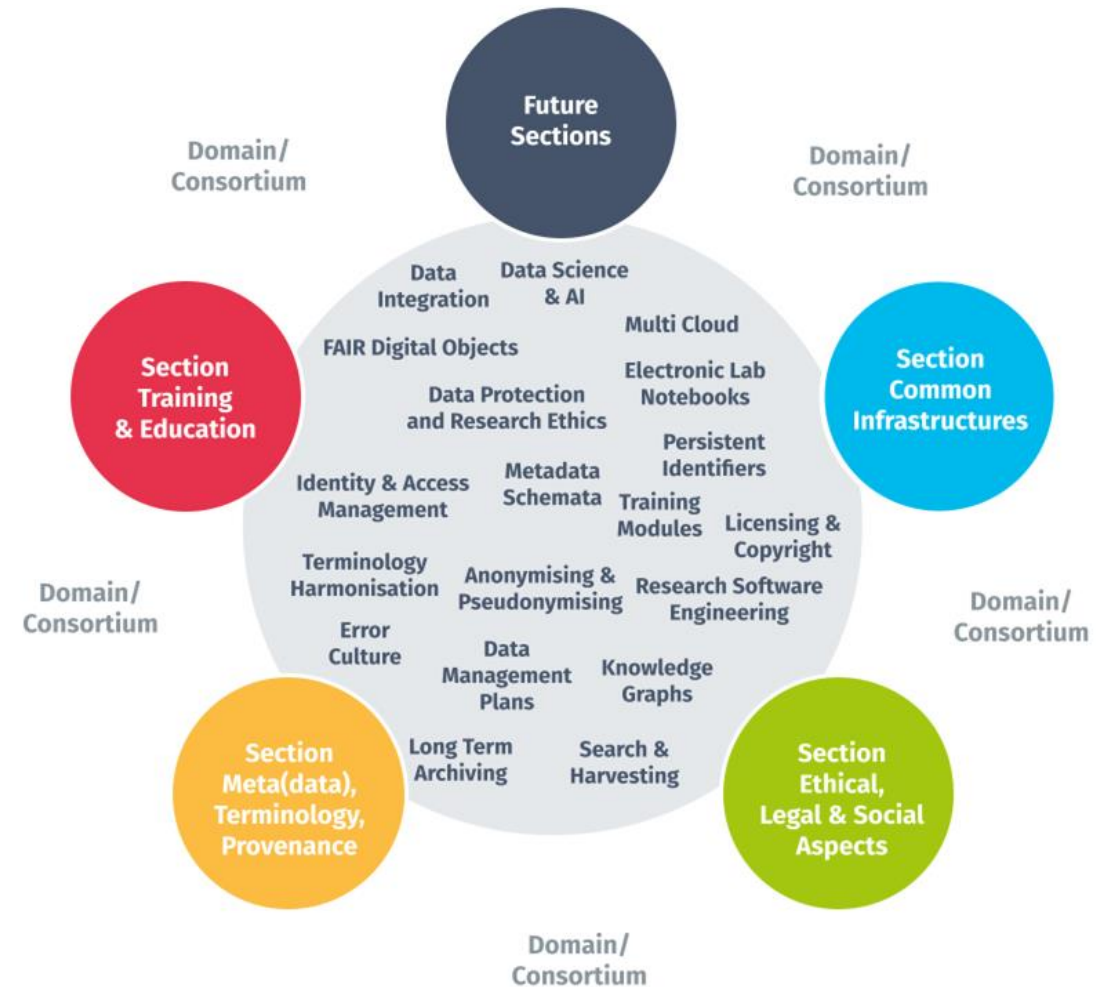 Future
Sections
Domain/
Consortium
Domain/
Consortium
Data
Integration
Data Science
& AI
Multi Cloud
FAIR Digital Objects
Section
Training
& Education
Section
Common
Infrastructures
Electronic Lab
Notebooks
Data Protection
and Research Ethics
Persistent
Identifiers
Identity & Access
Management
Metadata
Schemata
Training
Modules
Licensing &
Copyright
Terminology
Harmonisation
Anonymising &
Pseudonymising
Research Software
Engineering
Domain/
Consortium
Domain/
Consortium
Error
Culture
Data
Management
Plans
Knowledge
Graphs
Long Term
Archiving
Search &
Harvesting
Section
Meta(data),
Terminology,
Provenance
Section
Ethical,
Legal & Social
Aspects
Domain/
Consortium